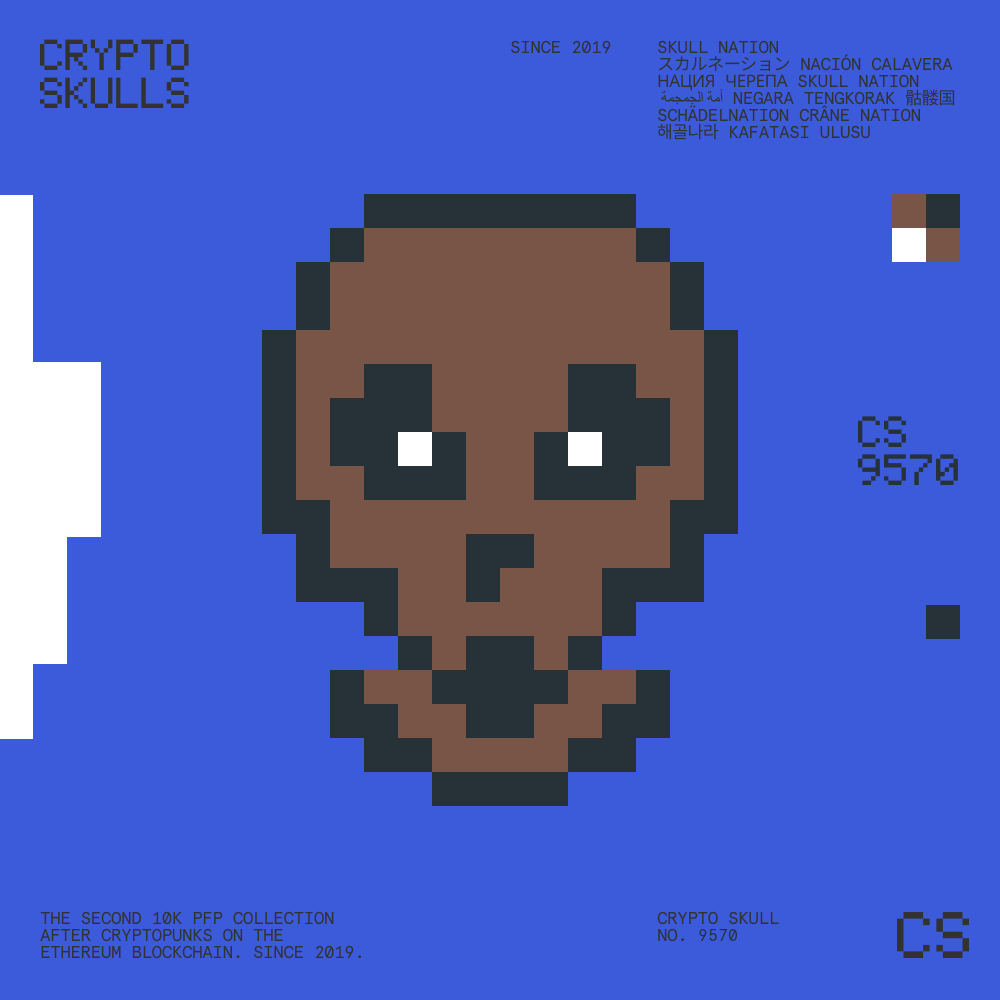 CRYPTO
SKULLS
SINCE 2019
SKULL NATION
スカルネーション NACIÓN CALAVERA
НАЦИЯ ЧЕРЕПА SKULL NATION
أمة الجمجمة NEGARA TENGKORAK 骷髅国
SCHÄDELNATION CRÂNE NATION
해골나라 KAFATASI ULUSU
CS
9570
THE SECOND 10K PFP COLLECTION
AFTER CRYPTOPUNKS ON THE
ETHEREUM BLOCKCHAIN. SINCE 2019.
CRYPTO SKULL
NO. 9570
CS